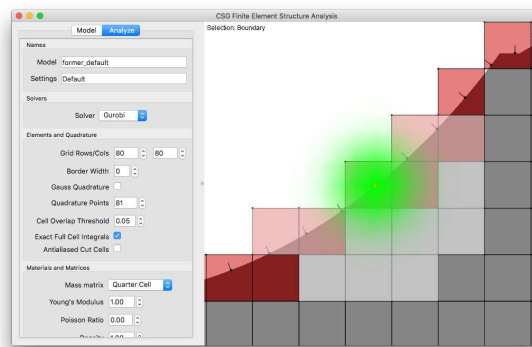 CSG Finite Element Structure Analysis
Model Analyze
Names
Model former_default
Settings Default
Solvers
Solver Gurobi
Elements and Quadrature
Grid Rows/Cols 80 80
Border Width 0
Gauss Quadrature
Quadrature Points 81
Cell Overlap Threshold 0.05
Exact Full Cell Integrals
Antialiased Cut Cells
Materials and Matrices
Mass matrix Quarter Cell
Young's Modulus 1.00
Poisson Ratio 0.00
Density 1.00
Selection: Boundary